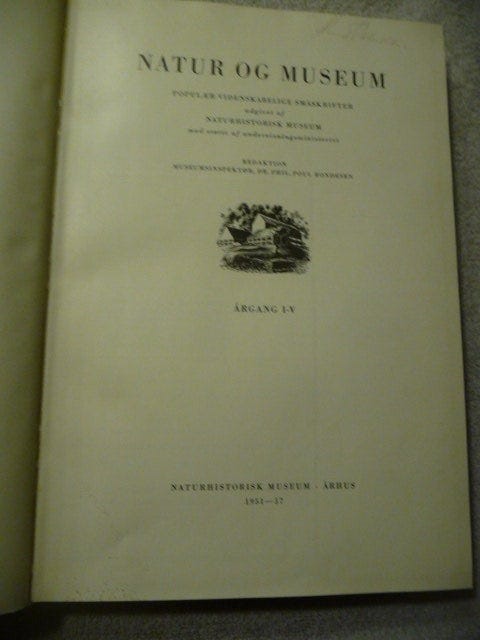 NATUR OG MUSEUM
POPULÆR VIDENSKABELIGE SMÅSKRIFTER
udgivet af
NATURHISTORISK MUSEUM
med støtte af undervisningsministeriet
REDAKTION
MUSEUMSINSPEKTØR, DR. PHIL. POUL BONDESEN
ÅRGANG I-V
NATURHISTORISK MUSEUM · ÅRHUS
1951—57